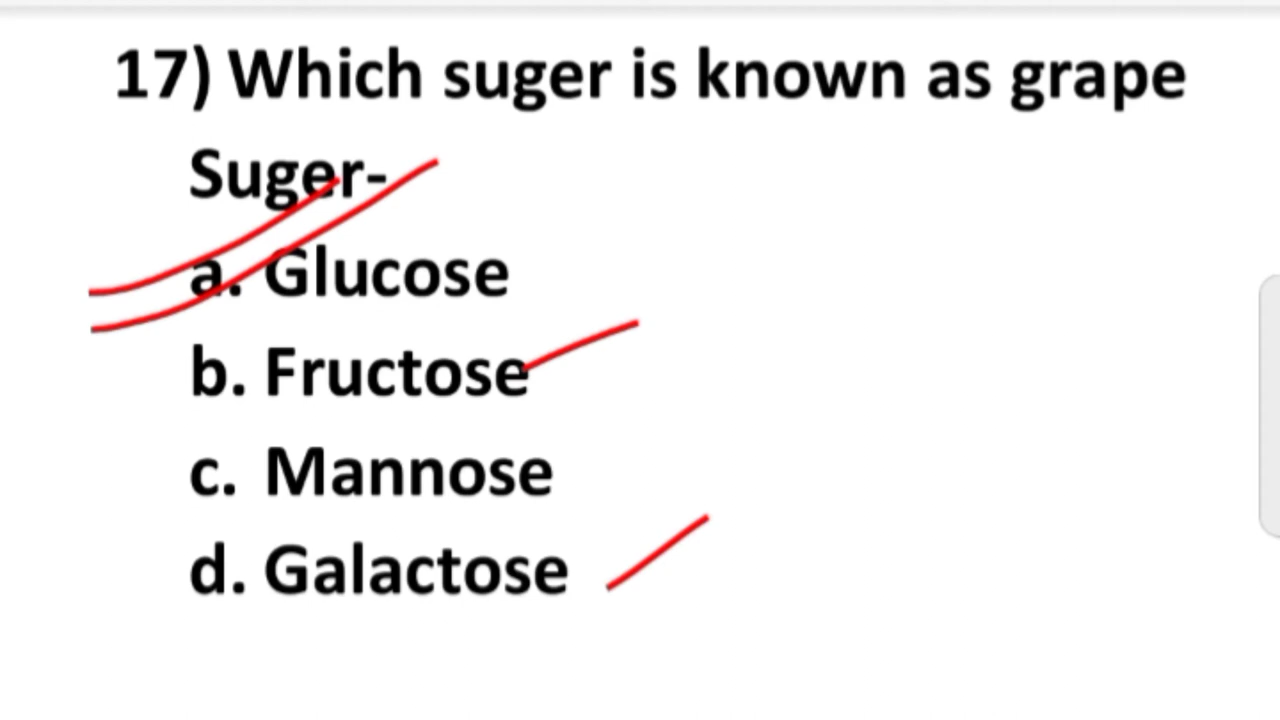 17) Which suger is known as grape
Suger-
a. Glucose
b. Fructose
c. Mannose
d. Galactose